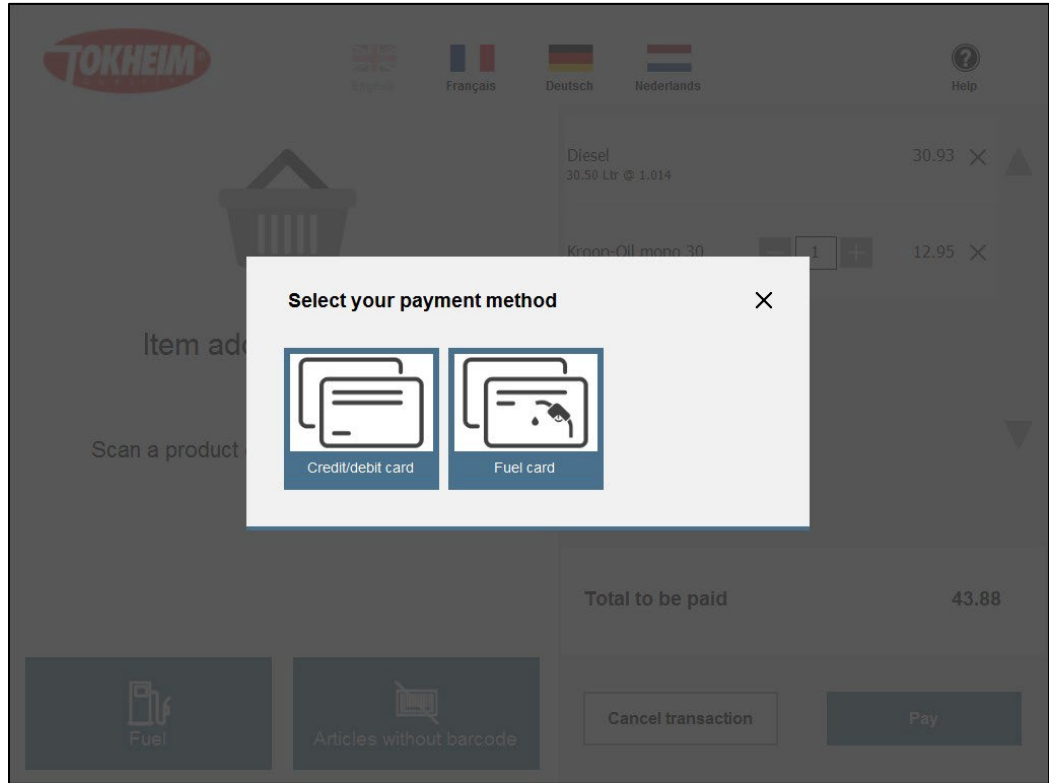 TOKHEIM
English
Français
Deutsch
Nederlands
Help
Diesel
30.93
30.50 Ltr @ 1.014
Kroon-Oil mono 30
1
12.95
Select your payment method
Item add
Scan a product
Credit/debit card
Fuel card
Total to be paid
43.88
Fuel
Articles without barcode
Cancel transaction
Pay